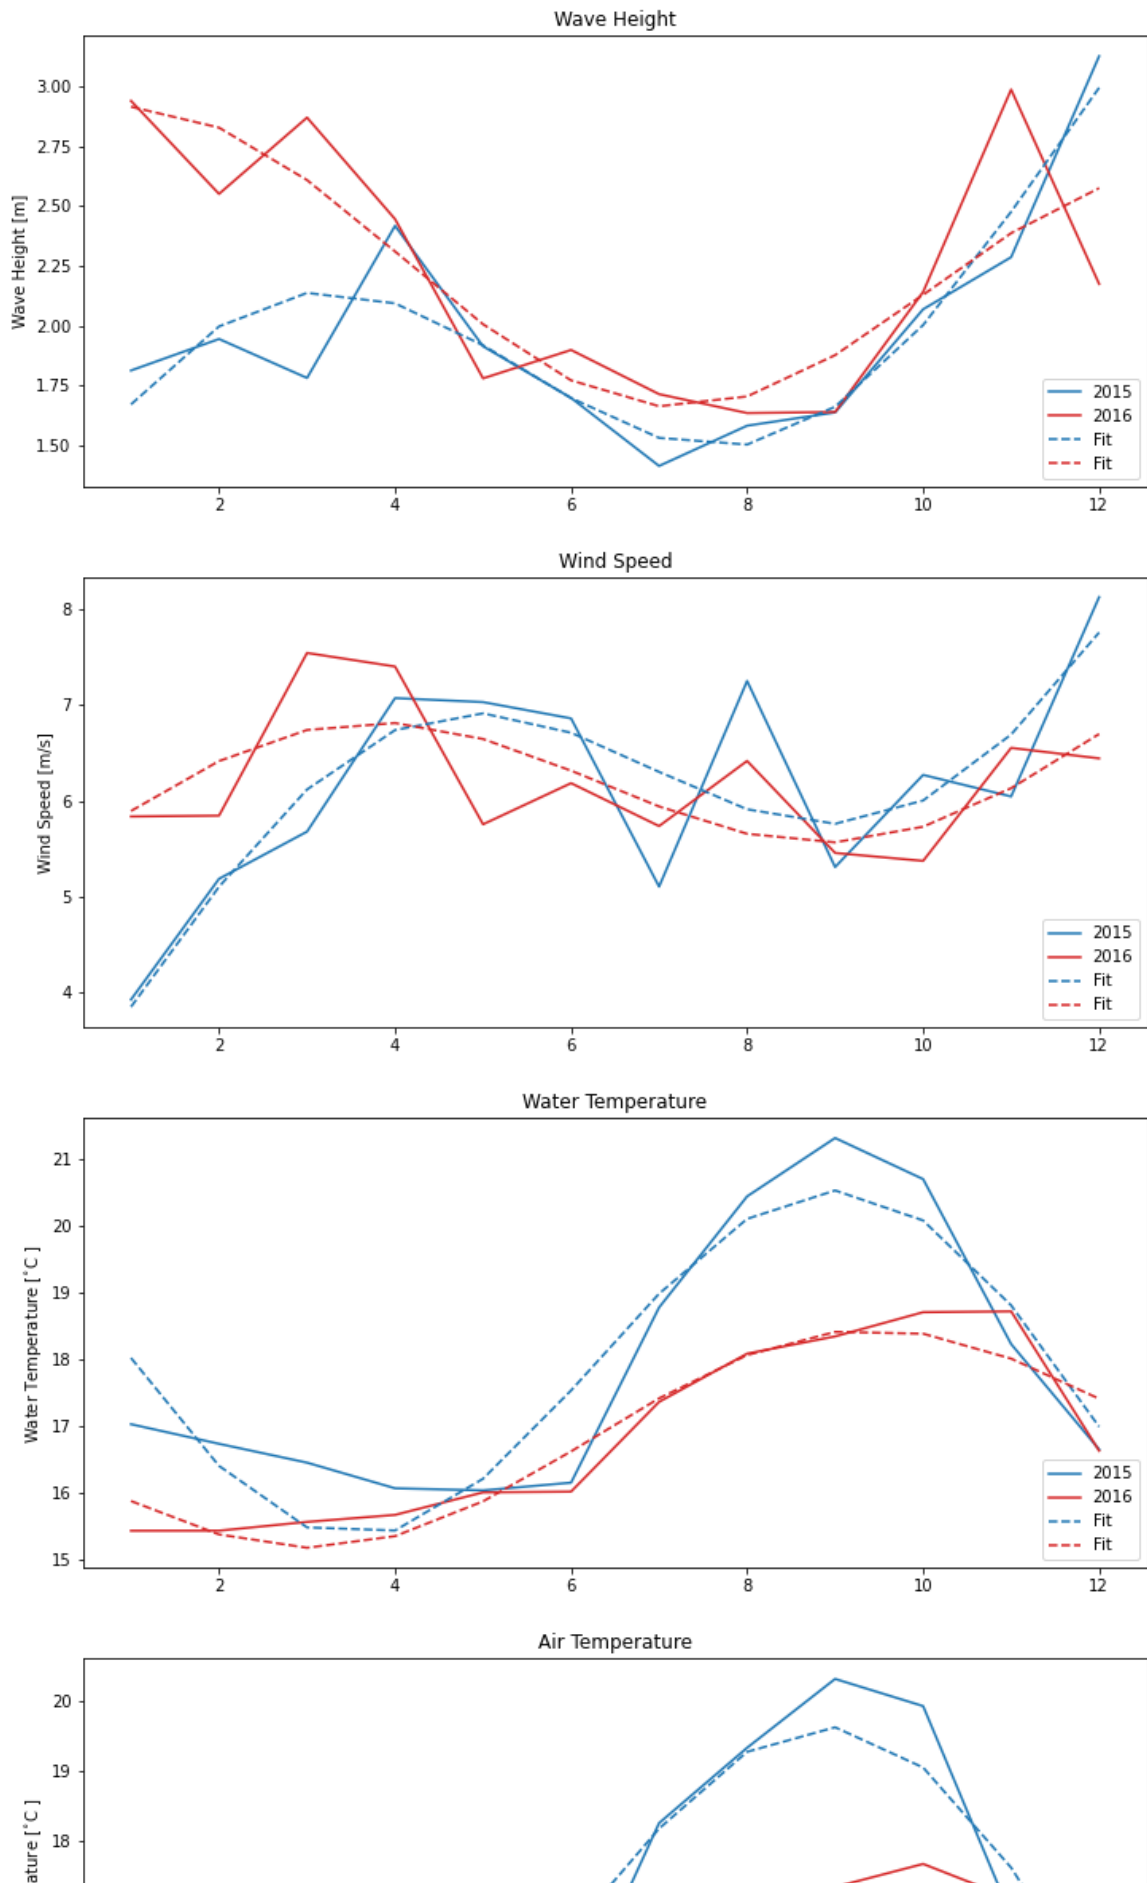 Wave Height
Wave Height [m]
3.00
2.75
2.50
2.25
2.00
1.75
1.50
2 4 6 8 10 12
2015
2016
Fit
Fit
Wind Speed
Wind Speed [m/s]
8
7
6
5
4
2 4 6 8 10 12
2015
2016
Fit
Fit
Water Temperature
Water Temperature [˚C ]
21
20
19
18
17
16
15
2 4 6 8 10 12
2015
2016
Fit
Fit
Air Temperature
ature [˚C ]
20
19
18